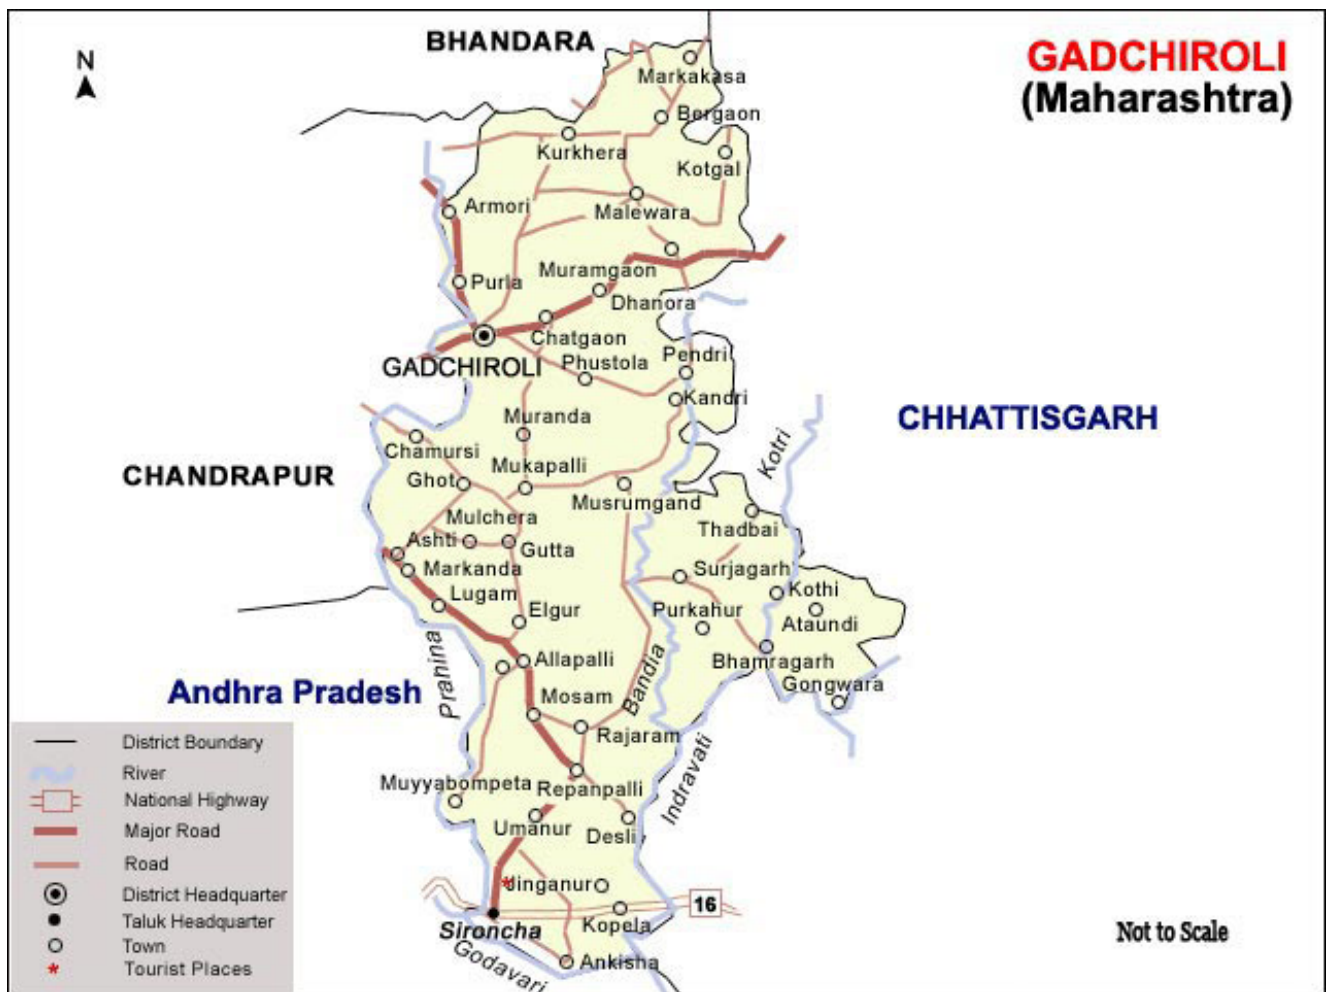 BHANDARA
GADCHIROLI
(Maharashtra)
N
Markakasa
Bergaon
Kurkhera
Kotgal
Armori
Malewara
Muramgaon
Purla
Dhanora
Chatgaon
GADCHIROLI
Phustola
Pendri
Kandri
CHHATTISGARH
Muranda
Chamursi
Kotri
CHANDRAPUR
Mukapalli
Ghot
Musrumgand
Mulchera
Thadbai
Ashti
Gutta
Markanda
Surjagarh
Kothi
Lugam
Elgur
Purkahur
Ataundi
Pranina
Allapalli
Bhamragarh
Bandia
Gongwara
Andhra Pradesh
Mosam
Rajaram
Indravati
Muyyabompeta
Repanpalli
Umanur
Desli
Jinganur
16
Kopela
Sironcha
Godavari
Ankisha
Not to Scale
District Boundary
River
National Highway
Major Road
Road
District Headquarter
Taluk Headquarter
Town
Tourist Places